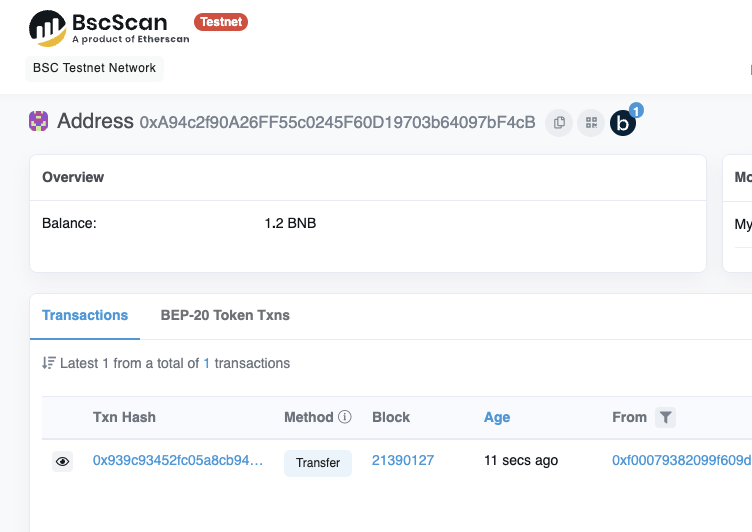 BscScan Testnet
A product of Etherscan
BSC Testnet Network
Address 0xA94c2f90A26FF55c0245F60D19703b64097bF4cB b 1
Overview
Mo
Balance: 1.2 BNB
My
Transactions BEP-20 Token Txns
Latest 1 from a total of 1 transactions
Txn Hash Method Block Age From
0x939c93452fc05a8cb94... Transfer 21390127 11 secs ago 0xf00079382099f609d